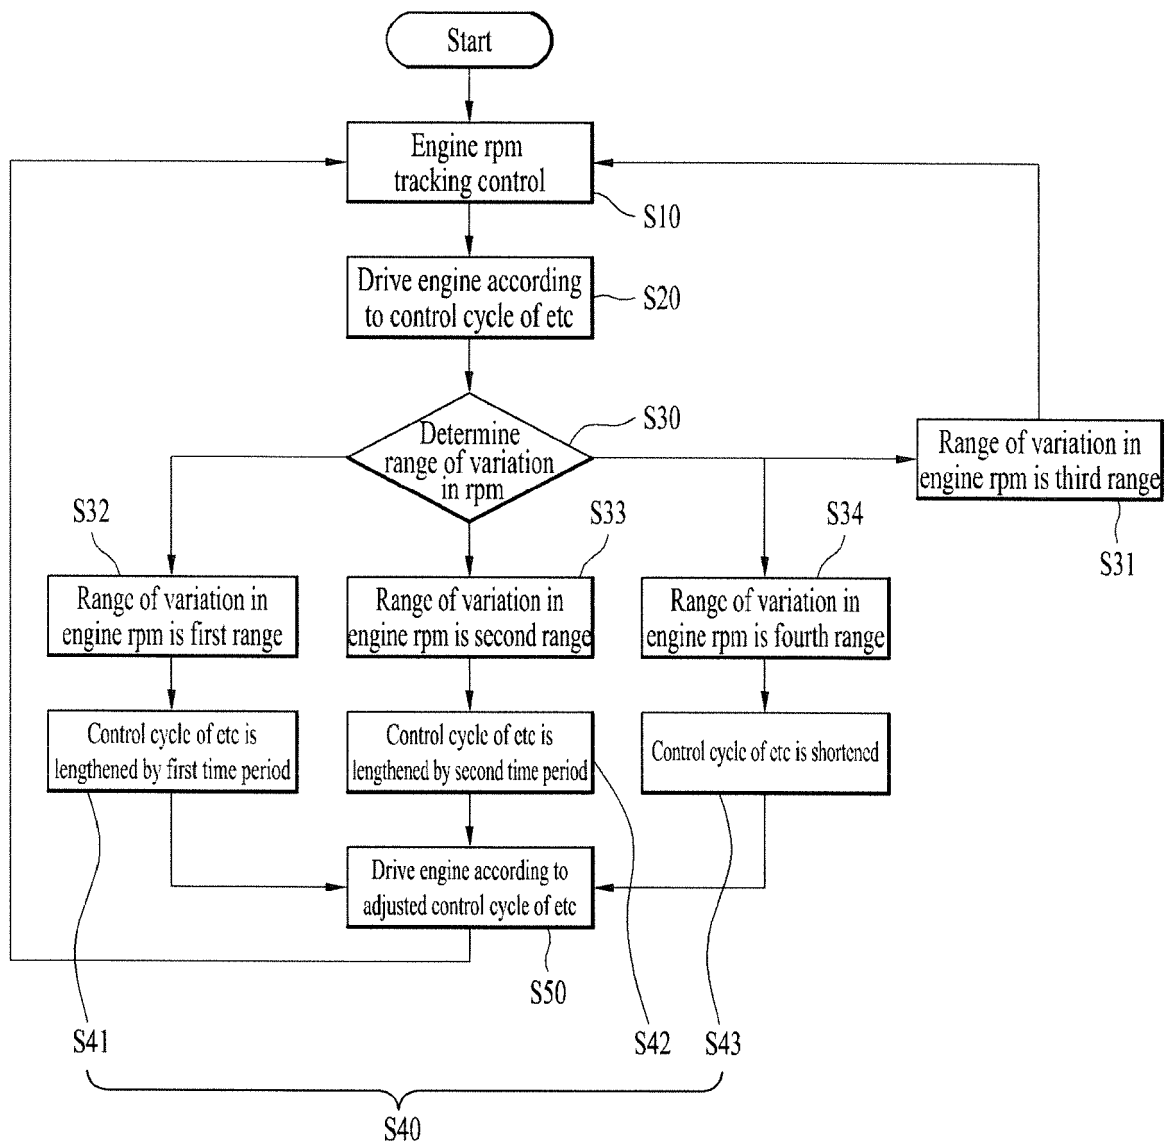 Start
Engine rpm
tracking control
S10
Drive engine according
to control cycle of etc
S20
Determine
range of variation
in rpm
S30
Range of variation in
engine rpm is third range
S31
S32
S33
S34
Range of variation in
engine rpm is first range
Range of variation in
engine rpm is second range
Range of variation in
engine rpm is fourth range
Control cycle of etc is
lengthened by first time period
Control cycle of etc is
lengthened by second time period
Control cycle of etc is shortened
Drive engine according to
adjusted control cycle of etc
S50
S41
S42
S43
S40